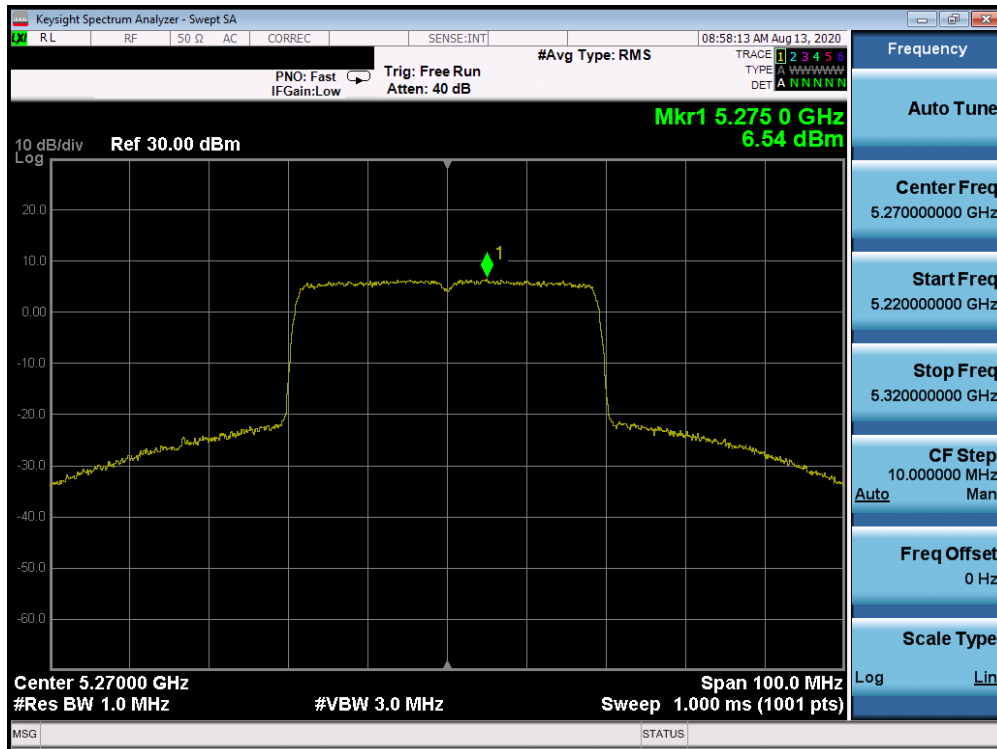 Keysight Spectrum Analyzer - Swept SA
LXI RL RF 50 Ω AC CORREC SENSE:INT 08:58:13 AM Aug 13, 2020
Frequency
#Avg Type: RMS TRACE 1 2 3 4 5 6
PNO: Fast Trig: Free Run TYPE A WWWWW
IFGain:Low Atten: 40 dB DET A N N N N N
Auto Tune
Mkr1 5.275 0 GHz
6.54 dBm
10 dB/div Ref 30.00 dBm
Log
Center Freq
5.270000000 GHz
20.0
1
10.0
Start Freq
5.220000000 GHz
0.00
-10.0
Stop Freq
5.320000000 GHz
-20.0
CF Step
10.000000 MHz
Auto Man
-30.0
-40.0
Freq Offset
0 Hz
-50.0
-60.0
Scale Type
Log Lin
Center 5.27000 GHz Span 100.0 MHz
#Res BW 1.0 MHz #VBW 3.0 MHz Sweep 1.000 ms (1001 pts)
MSG STATUS